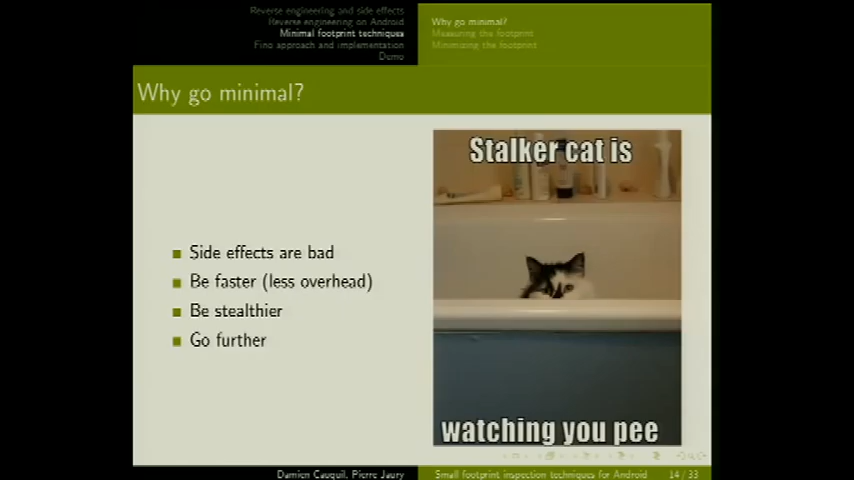 Reverse engineering and side effects
Reverse engineering on Android
Minimal footprint techniques
Fino approach and implementation
Demo
Why go minimal?
Measuring the footprint
Minimizing the footprint
Why go minimal?
Side effects are bad
Be faster (less overhead)
Be stealthier
Go further
Stalker cat is
watching you pee
Damien Cauquil, Pierre Jaury
Small footprint inspection techniques for Android
14 / 33